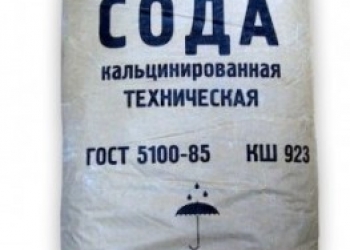 СОДА
кальцинированная
ТЕХНИЧЕСКАЯ
ГОСТ 5100-85 КШ 923